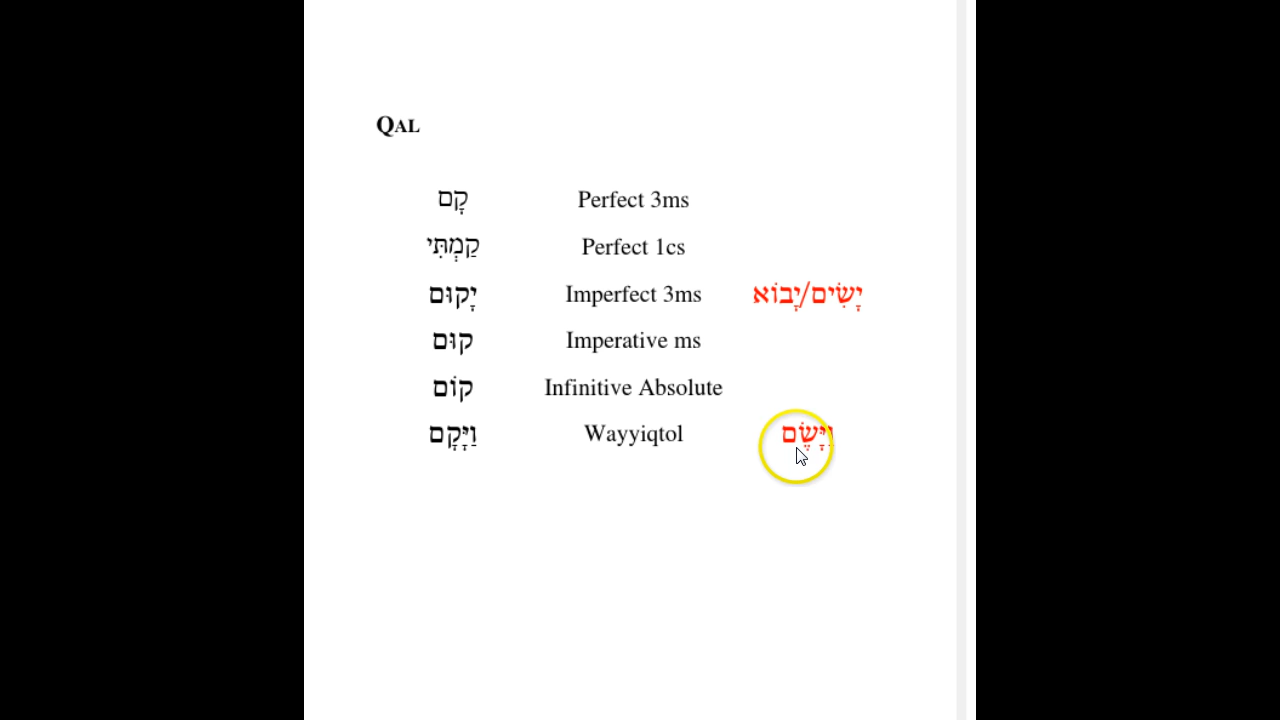 QAL
קָם Perfect 3ms
קַמְתִּי Perfect 1cs
יָקוּם Imperfect 3ms יָשִׂים/יָבוֹא
קוּם Imperative ms
קוֹם Infinitive Absolute
וַיָּקָם Wayyiqtol וַיָּשֶׂם